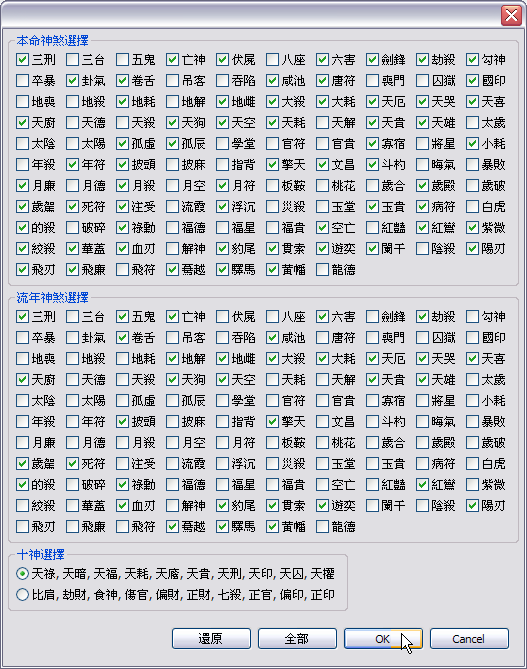 本命神煞選擇
三刑 三台 五鬼 亡神 伏屍 八座 六害 劍鋒 劫殺 勾神
卒暴 卦氣 卷舌 吊客 吞陷 咸池 唐符 喪門 囚獄 國印
地喪 地殺 地耗 地解 地雌 大殺 大耗 天厄 天哭 天喜
天廚 天德 天殺 天狗 天空 天耗 天解 天貴 天雄 太歲
太陰 太陽 孤虛 孤辰 學堂 官符 官貴 寡宿 將星 小耗
年殺 年符 披頭 披麻 指背 擎天 文昌 斗杓 晦氣 暴敗
月廉 月德 月殺 月空 月符 板鞍 桃花 歲合 歲殿 歲破
歲駕 死符 注受 流霞 浮沉 災殺 玉堂 玉貴 病符 白虎
的殺 破碎 祿勳 福德 福星 福貴 空亡 紅豔 紅鸞 紫微
絞殺 華蓋 血刃 解神 豹尾 貫索 遊奕 闌干 陰殺 陽刃
飛刃 飛廉 飛符 驀越 驛馬 黃幡 龍德
流年神煞選擇
三刑 三台 五鬼 亡神 伏屍 八座 六害 劍鋒 劫殺 勾神
卒暴 卦氣 卷舌 吊客 吞陷 咸池 唐符 喪門 囚獄 國印
地喪 地殺 地耗 地解 地雌 大殺 大耗 天厄 天哭 天喜
天廚 天德 天殺 天狗 天空 天耗 天解 天貴 天雄 太歲
太陰 太陽 孤虛 孤辰 學堂 官符 官貴 寡宿 將星 小耗
年殺 年符 披頭 披麻 指背 擎天 文昌 斗杓 晦氣 暴敗
月廉 月德 月殺 月空 月符 板鞍 桃花 歲合 歲殿 歲破
歲駕 死符 注受 流霞 浮沉 災殺 玉堂 玉貴 病符 白虎
的殺 破碎 祿勳 福德 福星 福貴 空亡 紅豔 紅鸞 紫微
絞殺 華蓋 血刃 解神 豹尾 貫索 遊奕 闌干 陰殺 陽刃
飛刃 飛廉 飛符 驀越 驛馬 黃幡 龍德
十神選擇
天祿, 天暗, 天福, 天耗, 天廕, 天貴, 天刑, 天印, 天囚, 天權
比肩, 劫財, 食神, 傷官, 偏財, 正財, 七殺, 正官, 偏印, 正印
還原 全部 OK Cancel